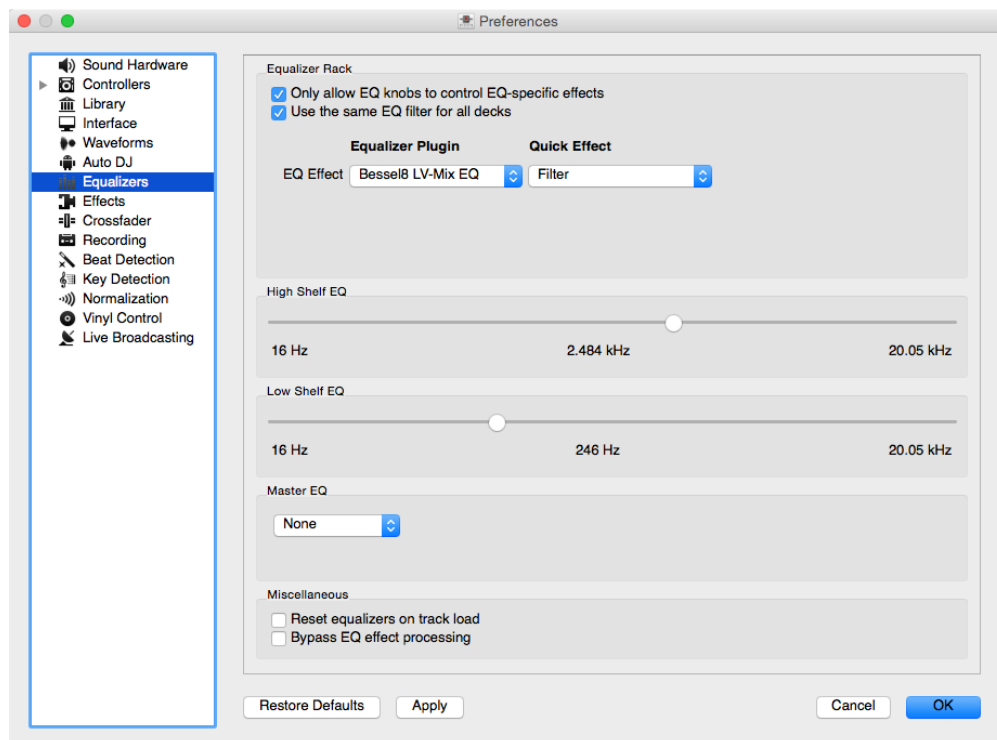 Preferences
Sound Hardware
Controllers
Library
Interface
Waveforms
Auto DJ
Equalizers
Effects
Crossfader
Recording
Beat Detection
Key Detection
Normalization
Vinyl Control
Live Broadcasting
Equalizer Rack
Only allow EQ knobs to control EQ-specific effects
Use the same EQ filter for all decks
Equalizer Plugin Quick Effect
EQ Effect Bessel8 LV-Mix EQ Filter
High Shelf EQ
16 Hz 2.484 kHz 20.05 kHz
Low Shelf EQ
16 Hz 246 Hz 20.05 kHz
Master EQ
None
Miscellaneous
Reset equalizers on track load
Bypass EQ effect processing
Restore Defaults Apply Cancel OK